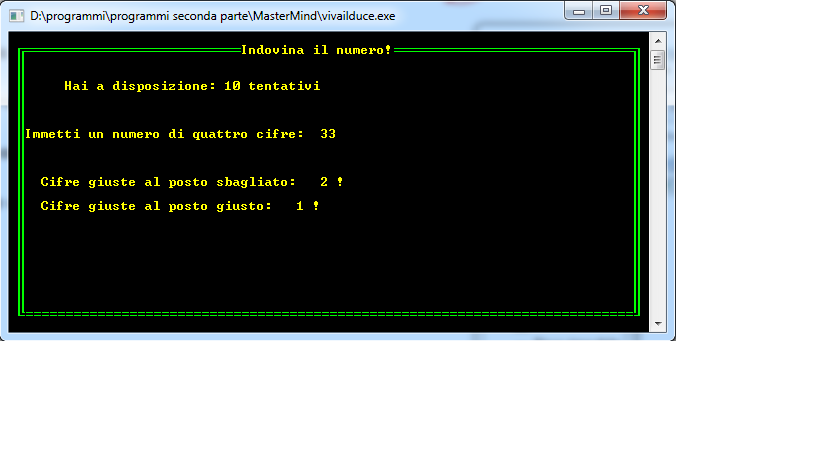 D:\programmi\programmi seconda parte\MasterMind\vivailduce.exe
Indovina il numero!
Hai a disposizione: 10 tentativi
Immetti un numero di quattro cifre: 33
Cifre giuste al posto sbagliato: 2 !
Cifre giuste al posto giusto: 1 !